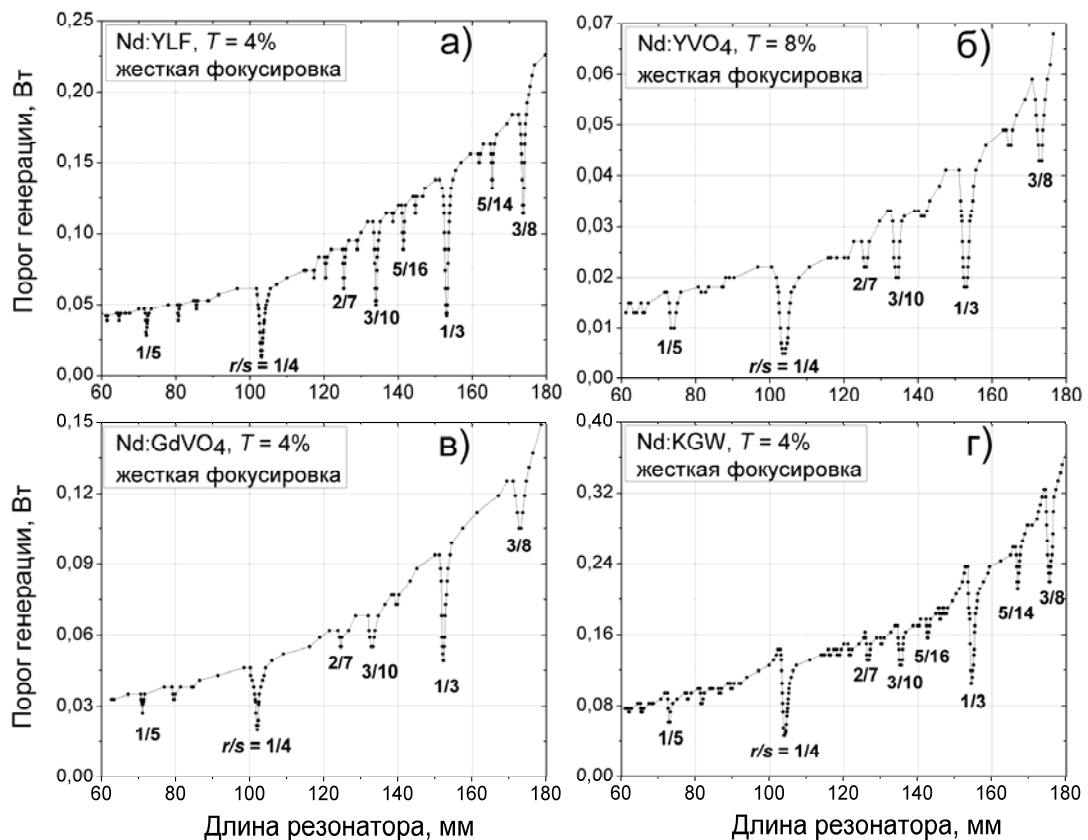 Nd:YLF, T = 4%
жесткая фокусировка
а)
Порог генерации, Вт
0,25
0,20
0,15
0,10
0,05
0,00
1/5
r/s = 1/4
2/7
3/10
5/16
1/3
5/14
3/8
60 80 100 120 140 160 180
Nd:YVO4, T = 8%
жесткая фокусировка
б)
0,07
0,06
0,05
0,04
0,03
0,02
0,01
0,00
1/5
r/s = 1/4
2/7
3/10
1/3
3/8
60 80 100 120 140 160 180
Nd:GdVO4, T = 4%
жесткая фокусировка
в)
Порог генерации, Вт
0,15
0,12
0,09
0,06
0,03
0,00
1/5
r/s = 1/4
2/7
3/10
1/3
3/8
60 80 100 120 140 160 180
Длина резонатора, мм
Nd:KGW, T = 4%
жесткая фокусировка
г)
0,40
0,32
0,24
0,16
0,08
0,00
1/5
r/s = 1/4
2/7
3/10
5/16
1/3
5/14
3/8
60 80 100 120 140 160 180
Длина резонатора, мм